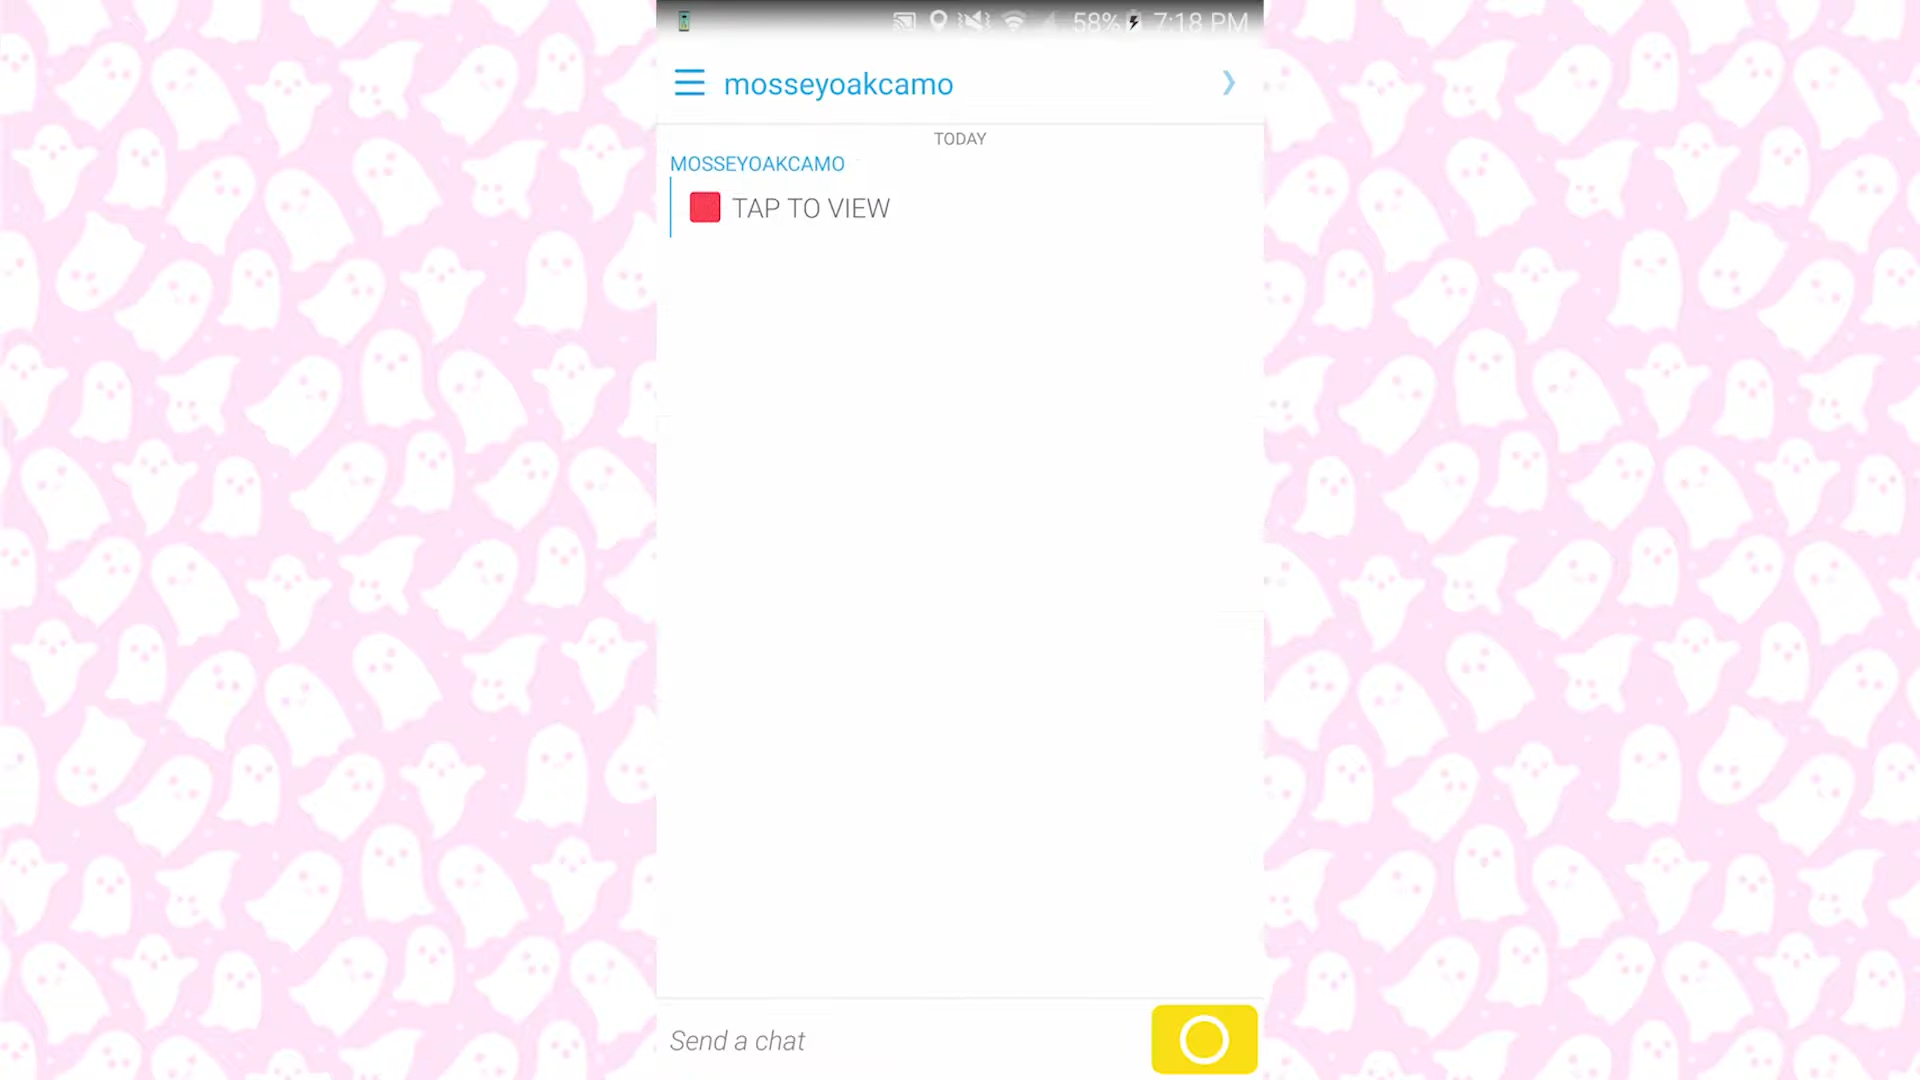 58% 7:18 PM
mosseyoakcamo
TODAY
MOSSEYOAKCAMO
TAP TO VIEW
Send a chat